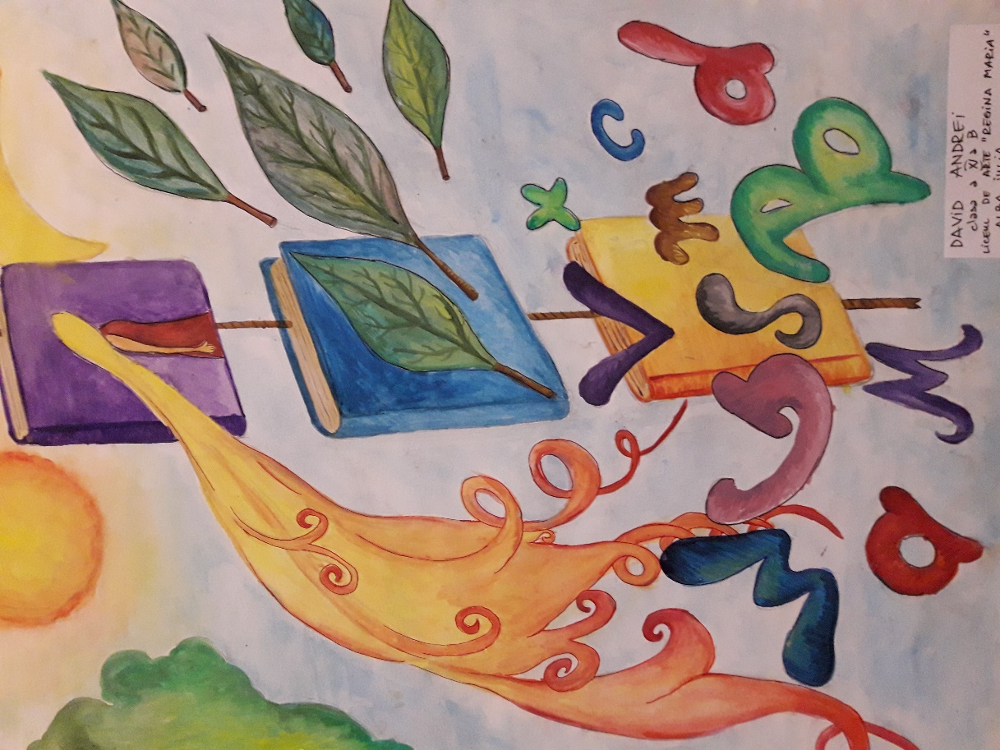 x
V
c
m
s
M
a
DAVID ANDREI
clasa a XI a B
LICEUL DE ARTE "REGINA MARIA"